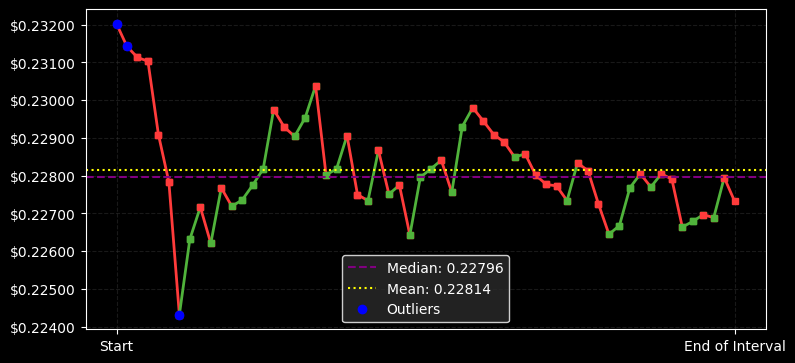 $0.23200
$0.23100
$0.23000
$0.22900
$0.22800
$0.22700
$0.22600
$0.22500
$0.22400
Median: 0.22796
Mean: 0.22814
Outliers
Start
End of Interval